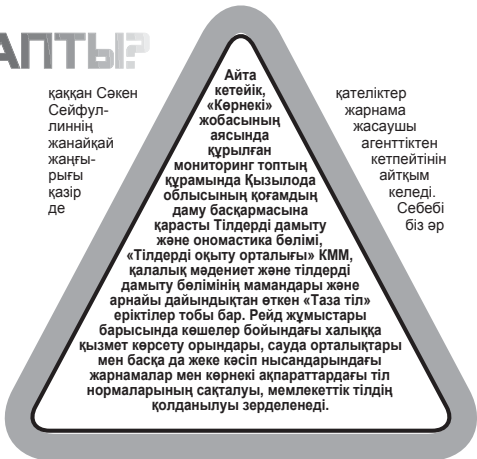 АПТЫ?
қаққан Сәкен
Сейфул-
линнің
жанайқай
жаңғы-
рығы
қазір
де
Айта
кетейік,
«Көрнекі»
жобасының
аясында
құрылған
мониторинг топтың
құрамында Қызылода
облысының қоғамдың
даму басқармасына
қарасты Тілдерді дамыту
және ономастика бөлімі,
«Тілдерді оқыту орталығы» КММ,
қалалық мәдениет және тілдерді
дамыту бөлімінің мамандары және
арнайы дайындықтан өткен «Таза тіл»
еріктілер тобы бар. Рейд жұмыстары
барысында көшелер бойындағы халыққа
қызмет көрсету орындары, сауда орталықтары
мен басқа да жеке кәсіп нысандарындағы
жарнамалар мен көрнекі ақпараттардағы тіл
нормаларының сақталуы, мемлекеттік тілдің
қолданылуы зерделенеді.
қателіктер
жарнама
жасаушы
агенттіктен
кетпейтінін
айтқым
келеді.
Себебі
біз әр